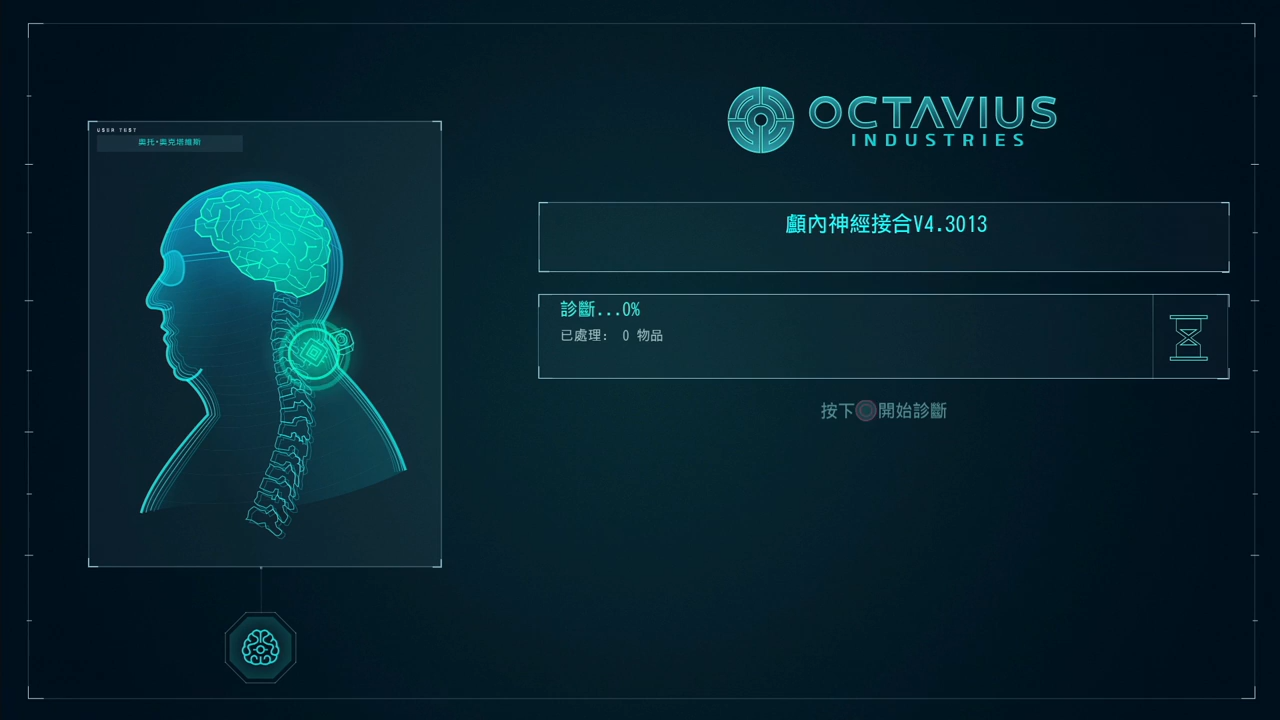 USER TEST
奧托•奧克塔維斯
OCTAVIUS
INDUSTRIES
顱內神經接合V4.3013
診斷...0%
已處理: 0 物品
按下開始診斷